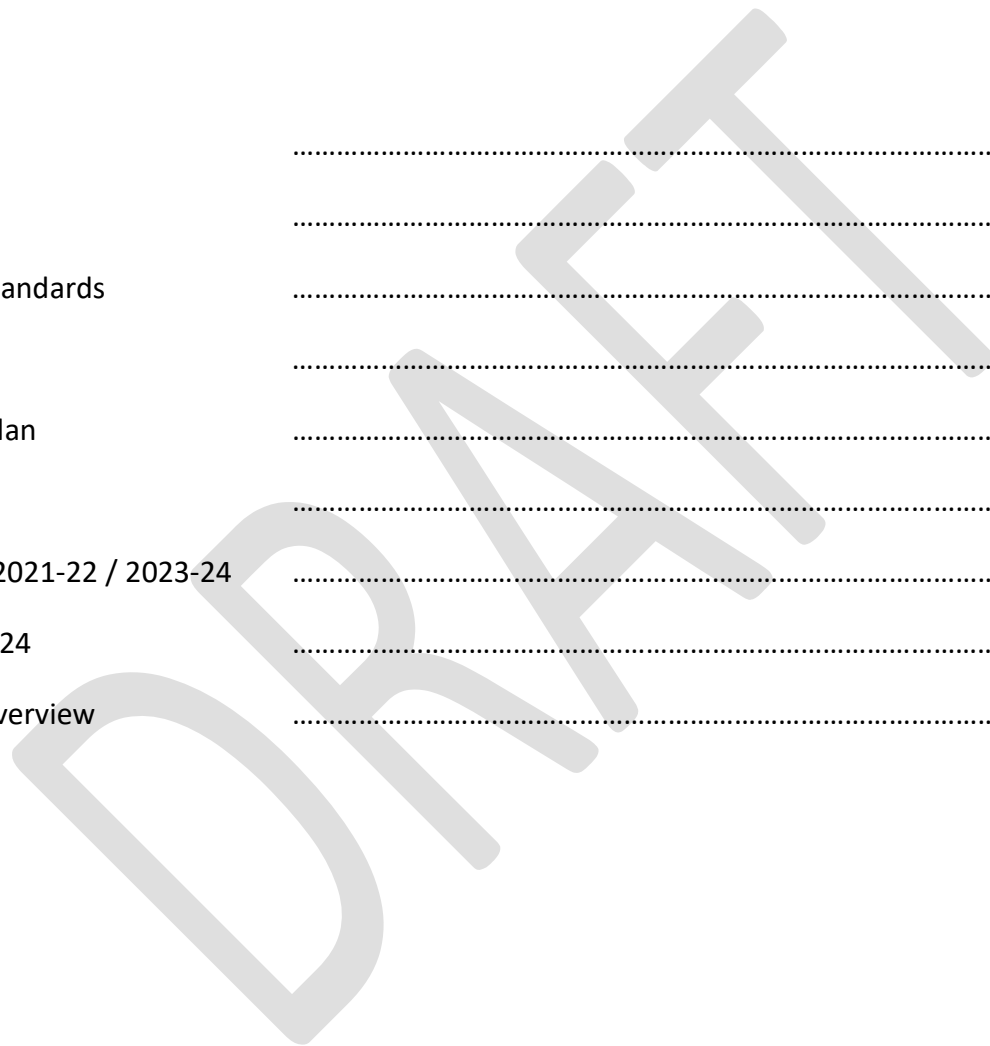 ……………………………………………………………………………………
……………………………………………………………………………………
andards ……………………………………………………………………………………
……………………………………………………………………………………
lan ……………………………………………………………………………………
……………………………………………………………………………………
2021-22 / 2023-24 ……………………………………………………………………………………
24 ……………………………………………………………………………………
verview ……………………………………………………………………………………
DRAFT